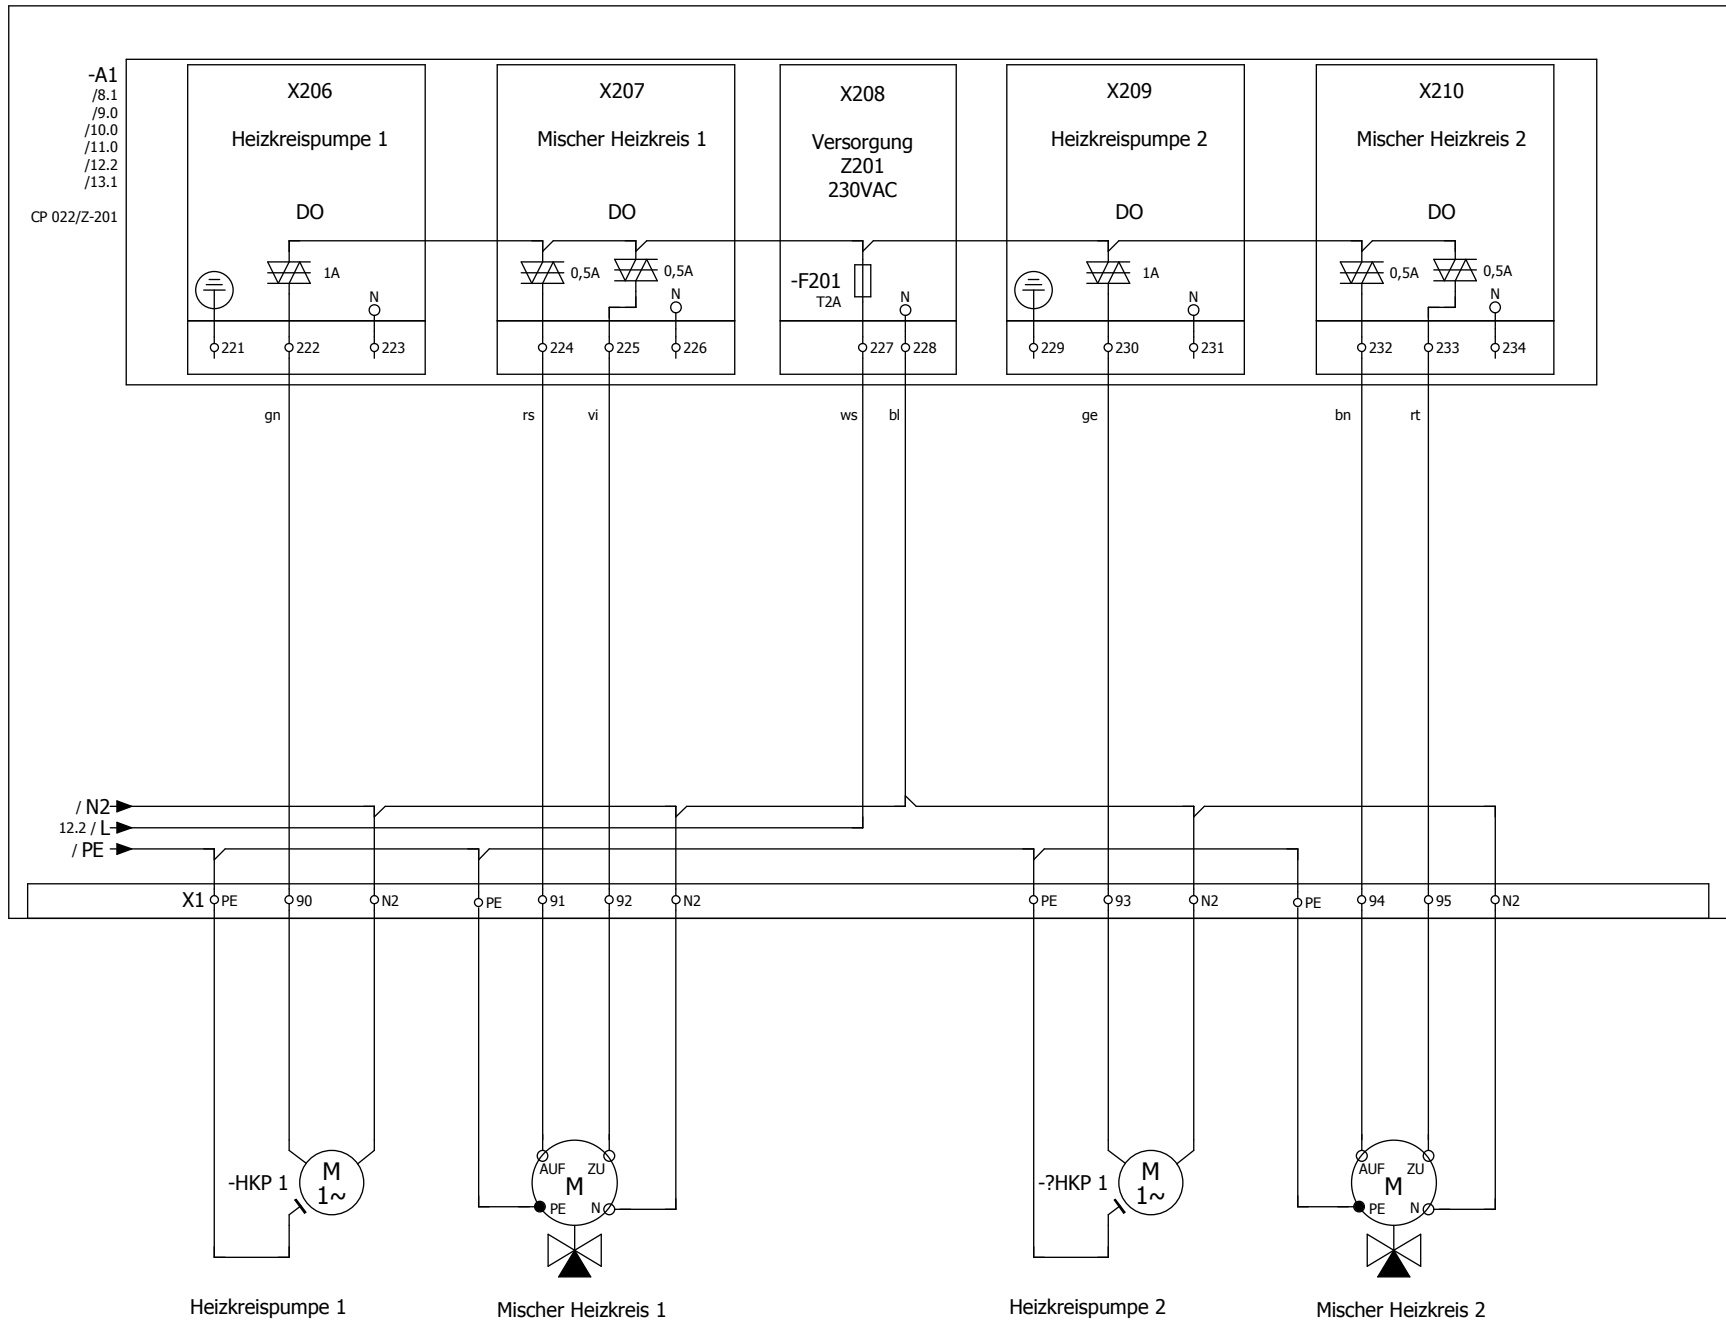 -A1
/8.1
/9.0
/10.0
/11.0
/12.2
/13.1
CP 022/Z-201
X206
Heizkreispumpe 1
DO
1A
N
221
222
223
X207
Mischer Heizkreis 1
DO
0,5A
0,5A
N
224
225
226
X208
Versorgung
Z201
230VAC
-F201
T2A
N
227
228
X209
Heizkreispumpe 2
DO
1A
N
229
230
231
X210
Mischer Heizkreis 2
DO
0,5A
0,5A
N
232
233
234
gn
rs
vi
ws
bl
ge
bn
rt
/ N2
12.2 / L
/ PE
X1
PE
90
N2
PE
91
92
N2
PE
93
N2
PE
94
95
N2
-HKP 1
M
1~
AUF
ZU
M
PE
N
-?HKP 1
M
1~
AUF
ZU
M
PE
N
Heizkreispumpe 1
Mischer Heizkreis 1
Heizkreispumpe 2
Mischer Heizkreis 2